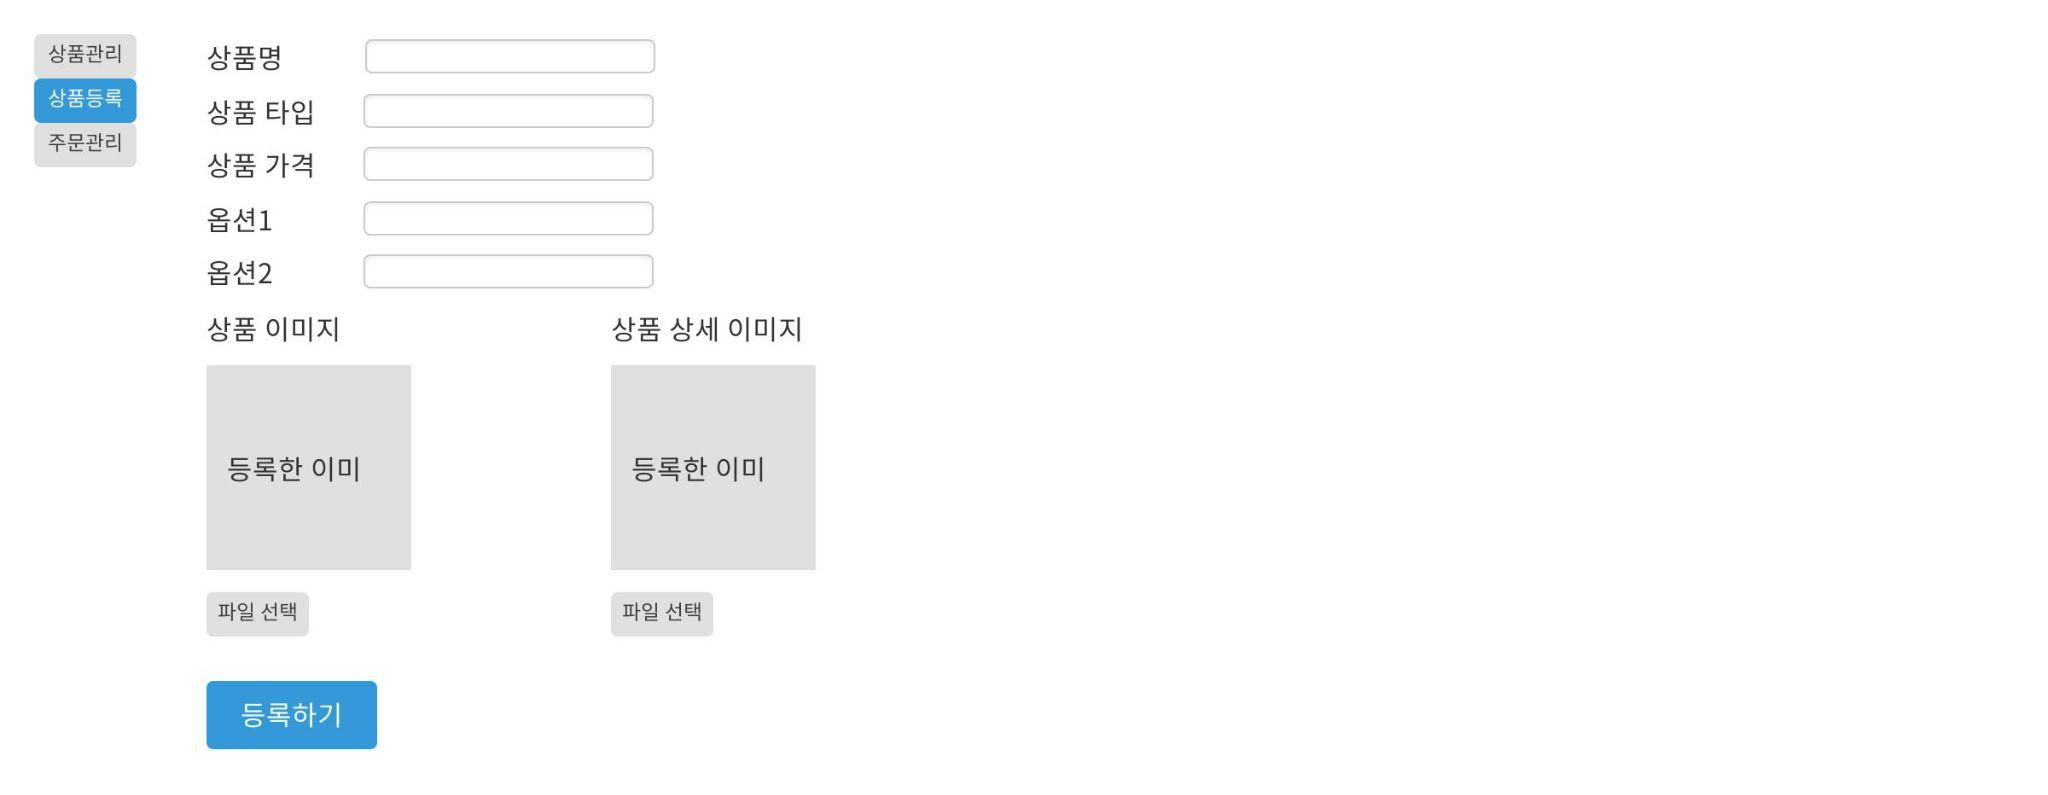 상품관리
상품등록
주문관리
상품명
상품 타입
상품 가격
옵션1
옵션2
상품 이미지
상품 상세 이미지
등록한 이미
등록한 이미
파일 선택
파일 선택
등록하기